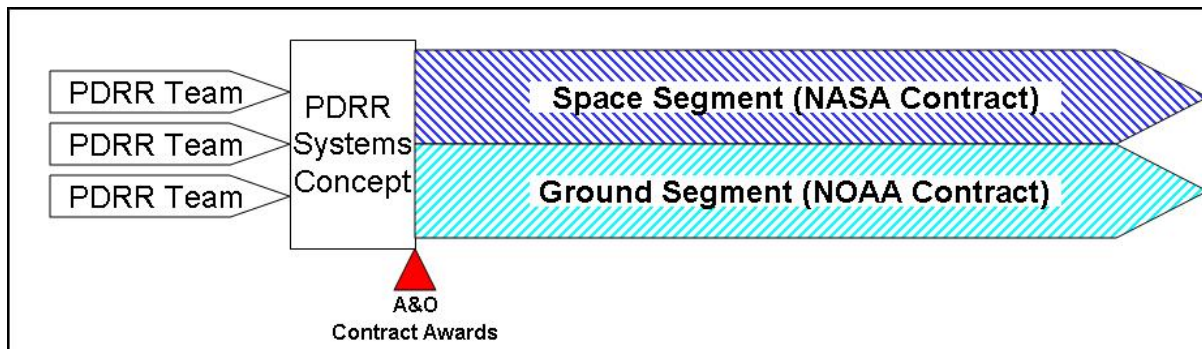 PDRR Team
PDRR Team
PDRR Team
PDRR
Systems
Concept
Space Segment (NASA Contract)
Ground Segment (NOAA Contract)
A&O
Contract Awards